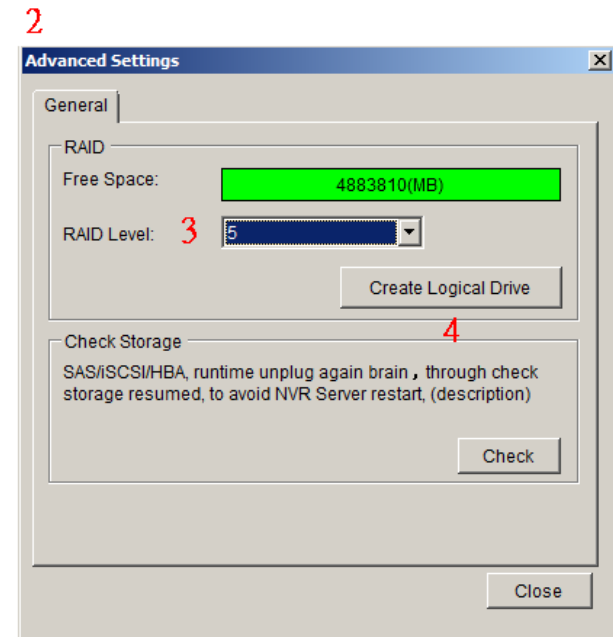 2
Advanced Settings
General
RAID
Free Space:
4883810(MB)
RAID Level:
3
5
Create Logical Drive
4
Check Storage
SAS/iSCSI/HBA, runtime unplug again brain, through check
storage resumed, to avoid NVR Server restart, (description)
Check
Close